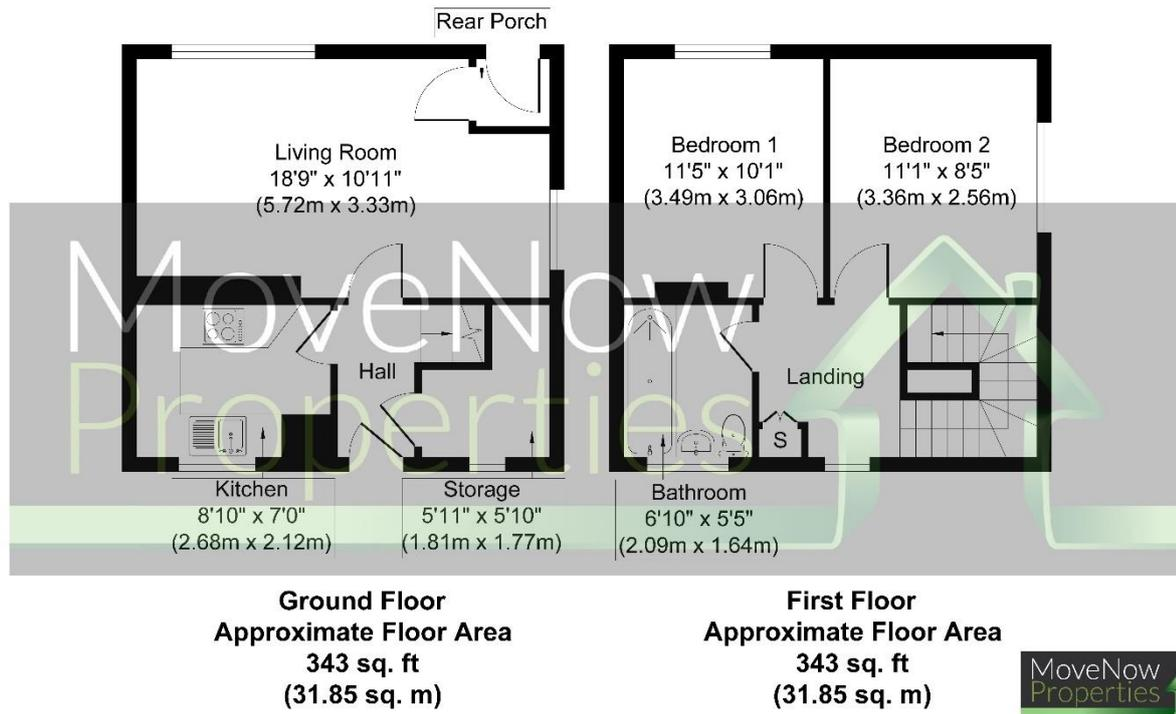 Rear Porch
Living Room
18'9" x 10'11"
(5.72m x 3.33m)
Bedroom 1
11'5" x 10'1"
(3.49m x 3.06m)
Bedroom 2
11'1" x 8'5"
(3.36m x 2.56m)
MoveNow
Properties
Hall
Landing
S
Kitchen
8'10" x 7'0"
(2.68m x 2.12m)
Storage
5'11" x 5'10"
(1.81m x 1.77m)
Bathroom
6'10" x 5'5"
(2.09m x 1.64m)
Ground Floor
Approximate Floor Area
343 sq. ft
(31.85 sq. m)
First Floor
Approximate Floor Area
343 sq. ft
(31.85 sq. m)
MoveNow
Properties